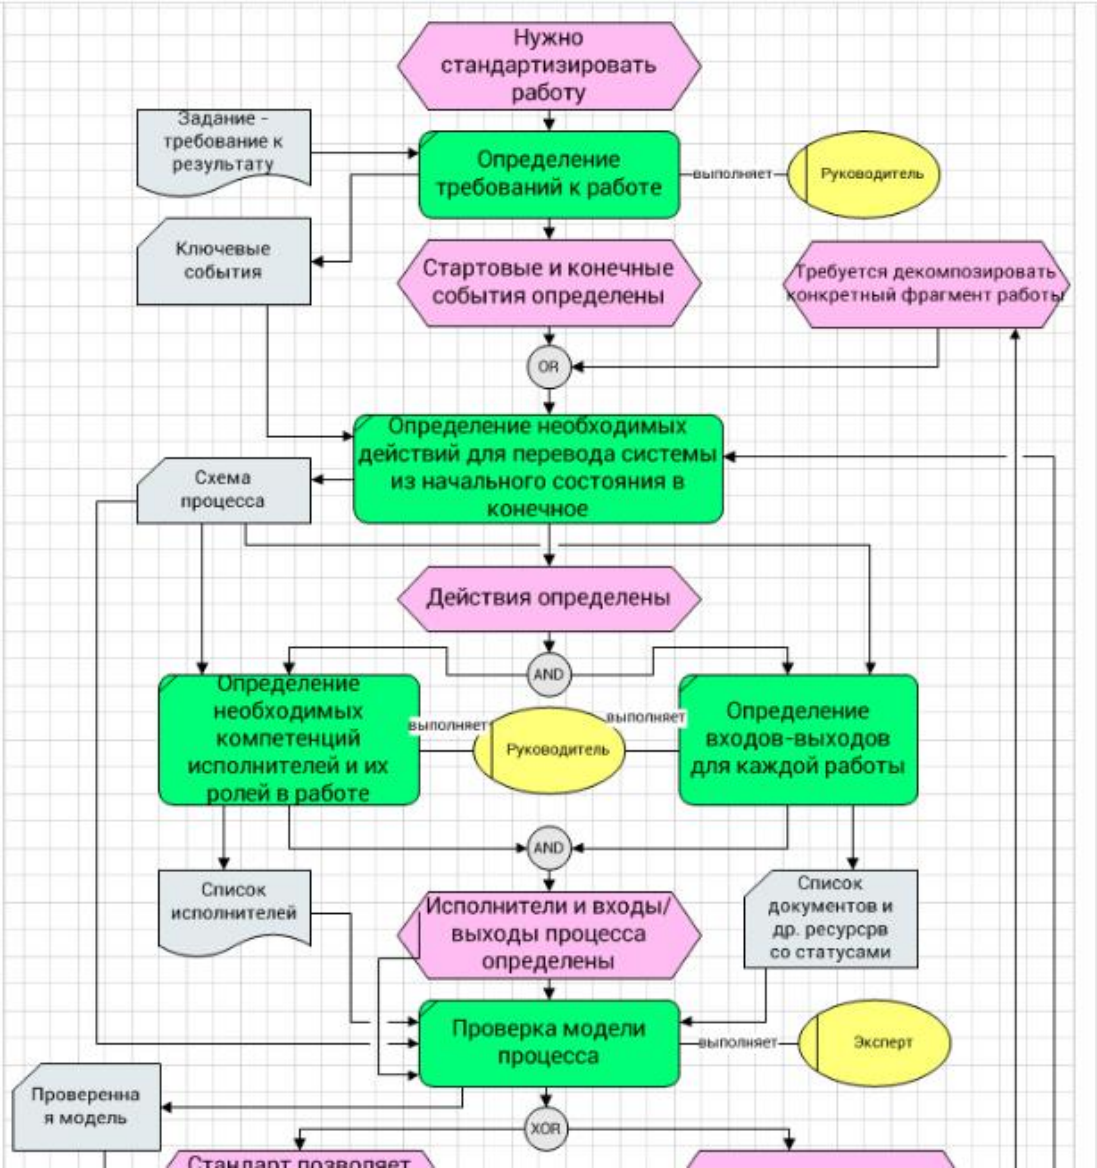 Нужно
стандартизировать
работу
Задание -
требование к
результату
Определение
требований к работе
выполняет
Руководитель
Ключевые
события
Стартовые и конечные
события определены
Требуется декомпозировать
конкретный фрагмент работы
OR
Определение необходимых
действий для перевода системы
из начального состояния в
конечное
Схема
процесса
Действия определены
AND
Определение
необходимых
компетенций
исполнителей и их
ролей в работе
выполняет
Руководитель
выполняет
Определение
входов-выходов
для каждой работы
AND
Список
исполнителей
Исполнители и входы/
выходы процесса
определены
Список
документов и
др. ресурсрв
со статусами
Проверка модели
процесса
выполняет
Эксперт
Проверенна
я модель
XOR
Стандарт позволяет